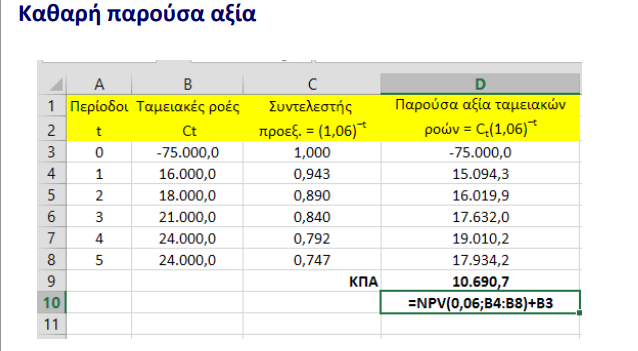 Καθαρή παρούσα αξία
A B C D
1 Περίοδοι Ταμειακές ροές Συντελεστής Παρούσα αξία ταμειακών
2 t Ct προεξ. = (1,06)⁻ᵗ ροών = Cₜ(1,06)⁻ᵗ
3 0 -75.000,0 1,000 -75.000,0
4 1 16.000,0 0,943 15.094,3
5 2 18.000,0 0,890 16.019,9
6 3 21.000,0 0,840 17.632,0
7 4 24.000,0 0,792 19.010,2
8 5 24.000,0 0,747 17.934,2
9 ΚΠΑ 10.690,7
10 =NPV(0,06;B4:B8)+B3
11